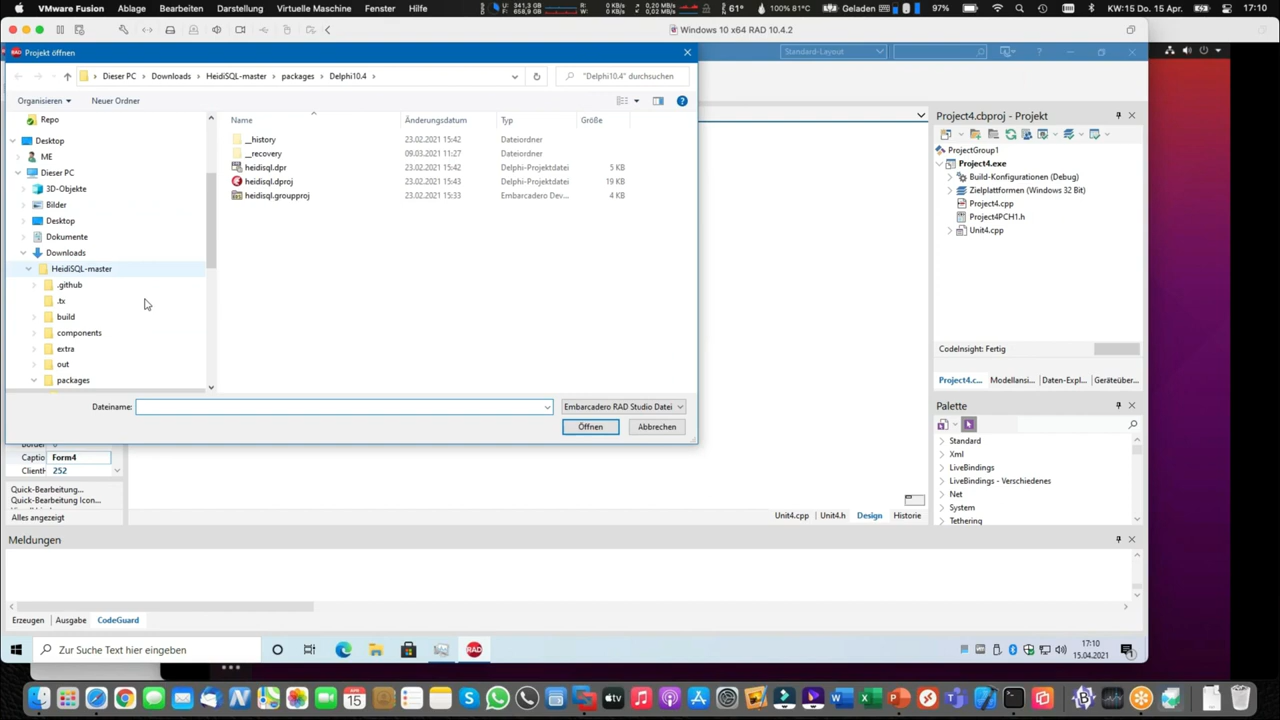 VMware Fusion Ablage Bearbeiten Darstellung Virtuelle Maschine Fenster Hilfe 61° 100% 81°C Geladen 97% Do. 15. Apr. 17:10
Windows 10 x64 RAD 10.4.2
Projekt öffnen
Standard-Layout
Dieser PC > Downloads > HeidiSQL-master > packages > Delphi10.4 >
"Delphi10.4" durchsuchen
Organisieren Neuer Ordner
Repo
Desktop
ME
Dieser PC
3D-Objekte
Bilder
Desktop
Dokumente
Downloads
HeidiSQL-master
.github
.tx
build
components
extra
out
packages
Name Änderungsdatum Typ Größe
__history 23.02.2021 15:42 Dateiordner
__recovery 09.03.2021 11:27 Dateiordner
heidisql.dpr 23.02.2021 15:42 Delphi-Projektdatei 5 KB
heidisql.dproj 23.02.2021 15:43 Delphi-Projektdatei 19 KB
heidisql.groupproj 23.02.2021 15:33 Embarcadero Dev... 4 KB
Dateiname: Embarcadero RAD Studio Datei
Öffnen Abbrechen
Project4.cbproj - Projekt
ProjectGroup1
Project4.exe
Build-Konfigurationen (Debug)
Zielplattformen (Windows 32 Bit)
Project4.cpp
Project4PCH1.h
Unit4.cpp
CodeInsight: Fertig
Project4.c... Modellansi... Daten-Expl... Geräteüber...
Palette
Standard
Xml
LiveBindings
LiveBindings - Verschiedenes
Net
System
Tethering
Captio Form4
ClientH 252
Quick-Bearbeitung...
Quick-Bearbeitung Icon...
Alles angezeigt
Unit4.cpp Unit4.h Design Historie
Meldungen
Erzeugen Ausgabe CodeGuard
Zur Suche Text hier eingeben
RAD
17:10
15.04.2021